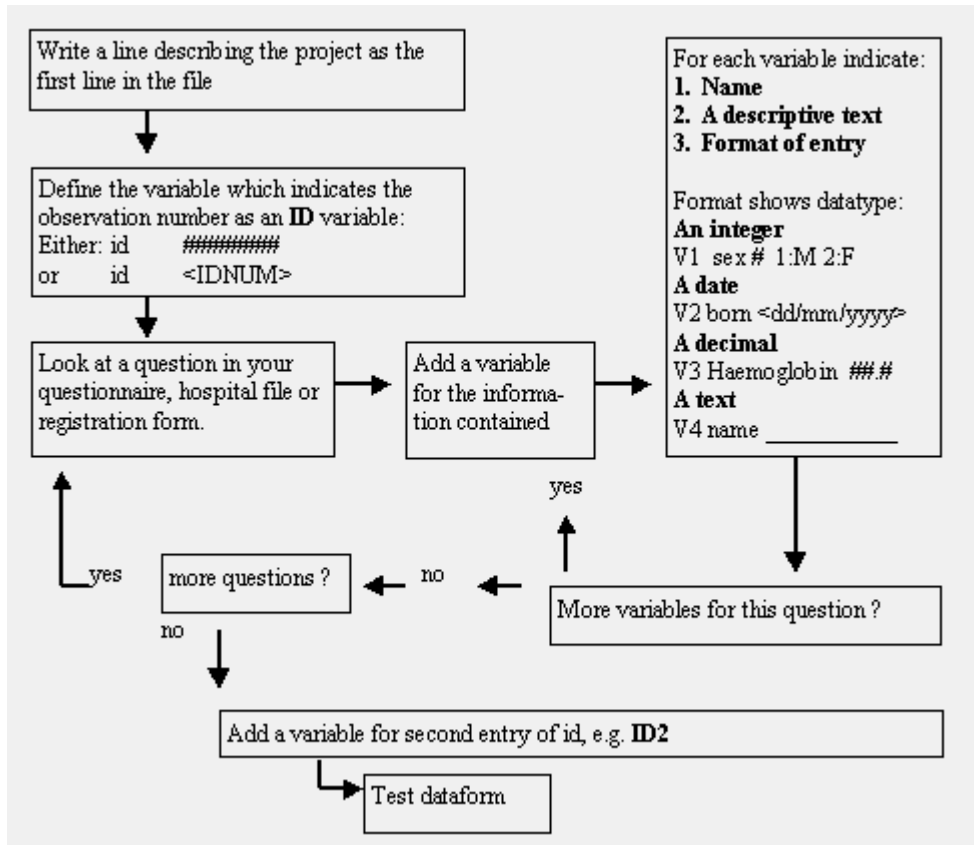 Write a line describing the project as the
first line in the file
Define the variable which indicates the
observation number as an ID variable:
Either: id #########
or id <IDNUM>
Look at a question in your
questionnaire, hospital file or
registration form.
Add a variable
for the informa-
tion contained
For each variable indicate:
1. Name
2. A descriptive text
3. Format of entry
Format shows datatype:
An integer
V1 sex # 1:M 2:F
A date
V2 born <dd/mm/yyyy>
A decimal
V3 Haemoglobin ##.#
A text
V4 name ____________
More variables for this question ?
yes
no
more questions ?
yes
no
Add a variable for second entry of id, e.g. ID2
Test dataform